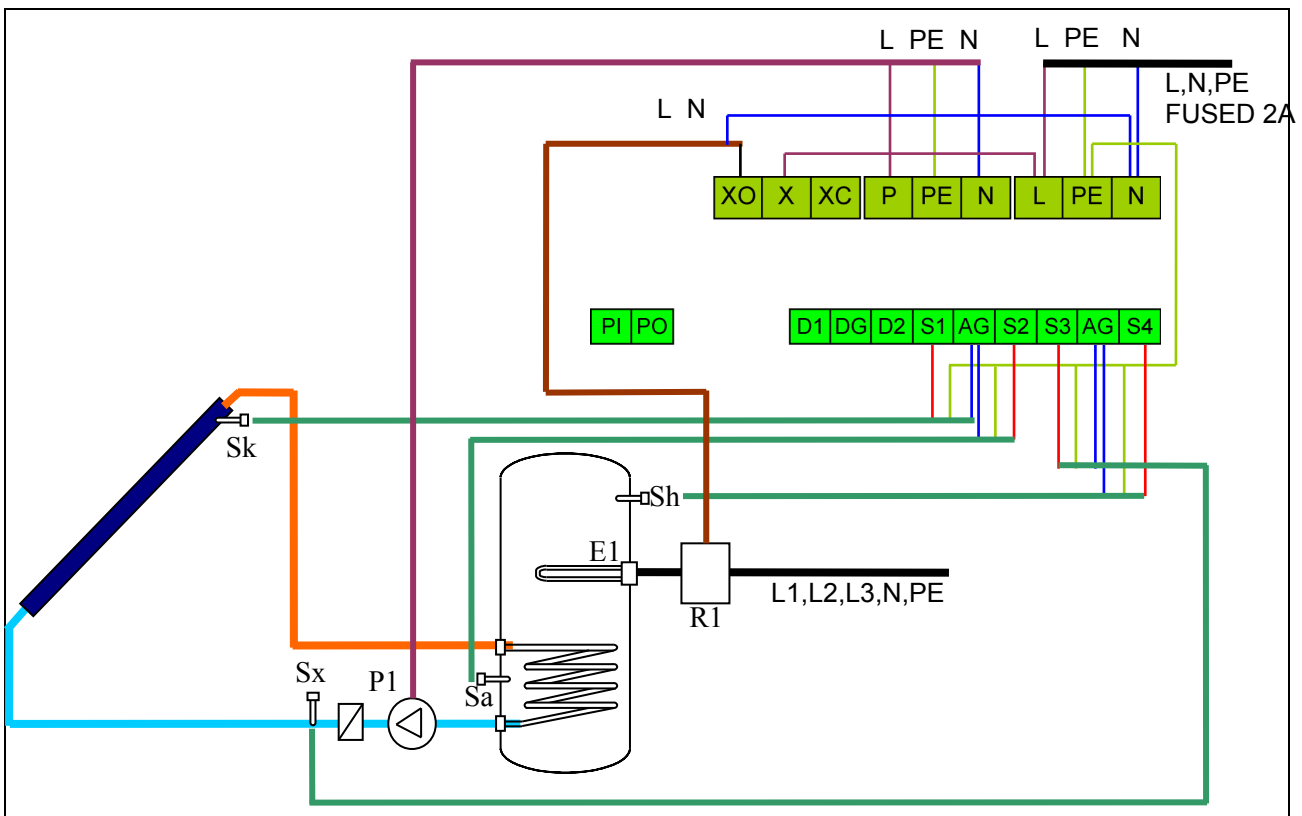 L PE N
L PE N
L,N,PE
FUSED 2A
L N
XO X XC P PE N L PE N
PI PO
D1 DG D2 S1 AG S2 S3 AG S4
Sk
Sh
E1
L1,L2,L3,N,PE
R1
Sx
P1
Sa